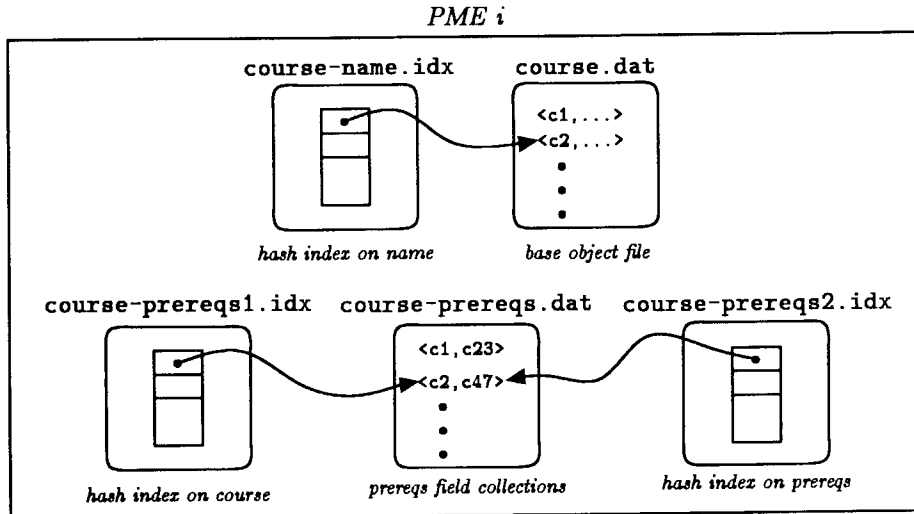 PME i
course-name.idx
course.dat
<c1,...>
<c2,...>
hash index on name
base object file
course-prereqs1.idx
course-prereqs.dat
course-prereqs2.idx
<c1,c23>
<c2,c47>
hash index on course
prereqs field collections
hash index on prereqs